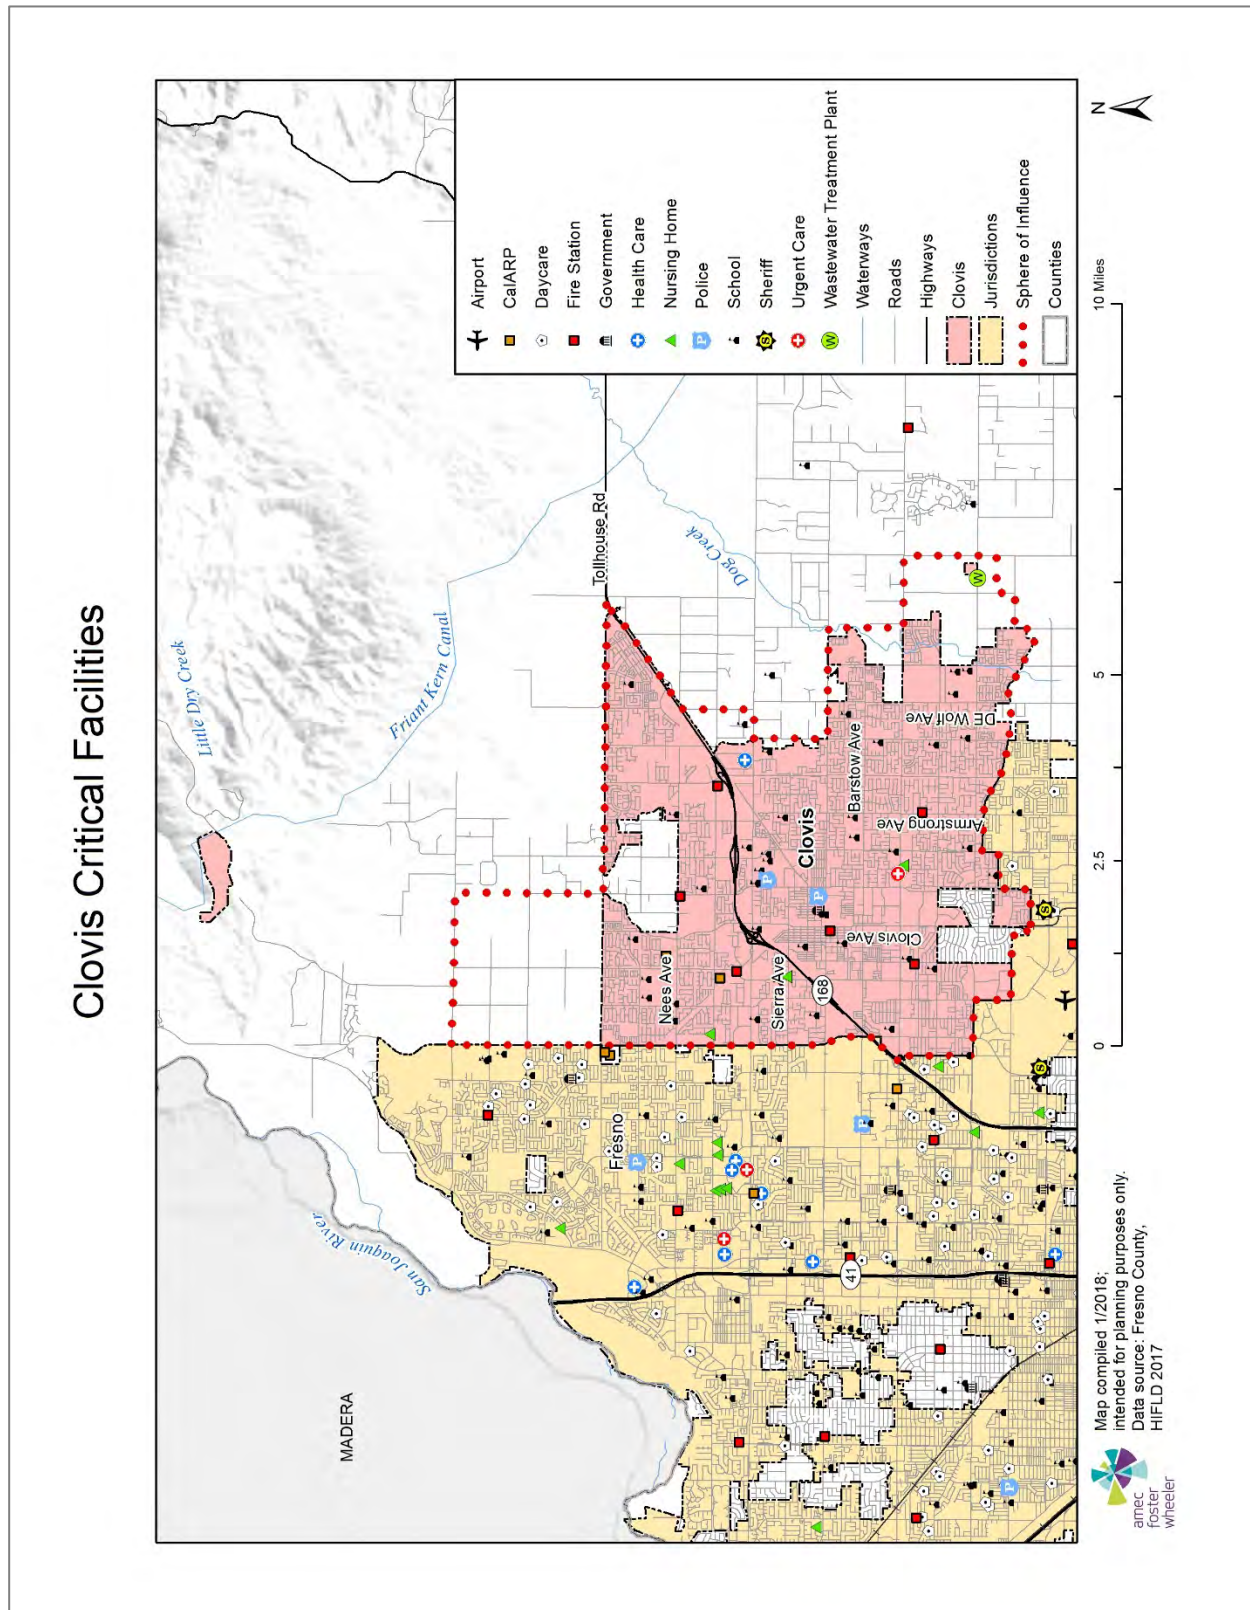 Clovis Critical Facilities
MADERA
San Joaquin River
Little Dry Creek
Friant Kern Canal
Tollhouse Rd
Dog Creek
Fresno
Nees Ave
Sierra Ave
168
41
Clovis
Clovis Ave
Barstow Ave
Armstrong Ave
DE Wolf Ave
P
P
P
P
P
S
S
W
Airport
CalARP
Daycare
Fire Station
Government
Health Care
Nursing Home
P Police
School
S Sheriff
Urgent Care
W Wastewater Treatment Plant
Waterways
Roads
Highways
Clovis
Jurisdictions
Sphere of Influence
Counties
N
0 2.5 5 10 Miles
amec
foster
wheeler
Map compiled 1/2018;
intended for planning purposes only.
Data source: Fresno County,
HIFLD 2017